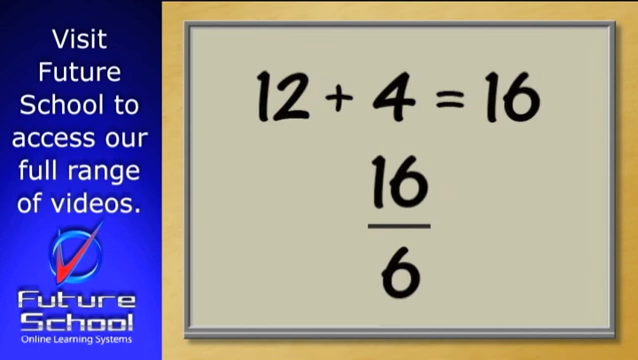 Visit
Future
School to
access our
full range
of videos.
Future
School
Online Learning Systems
12 + 4 = 16
16
6